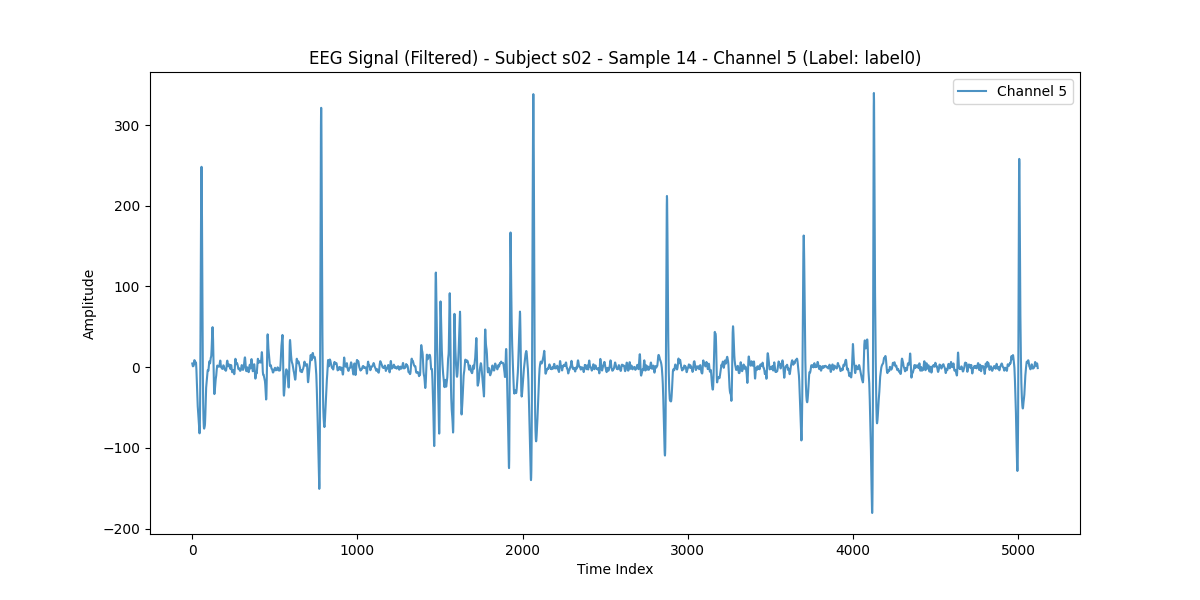 EEG Signal (Filtered) - Subject s02 - Sample 14 - Channel 5 (Label: label0)
Channel 5
300
200
100
0
−100
−200
Amplitude
0 1000 2000 3000 4000 5000
Time Index